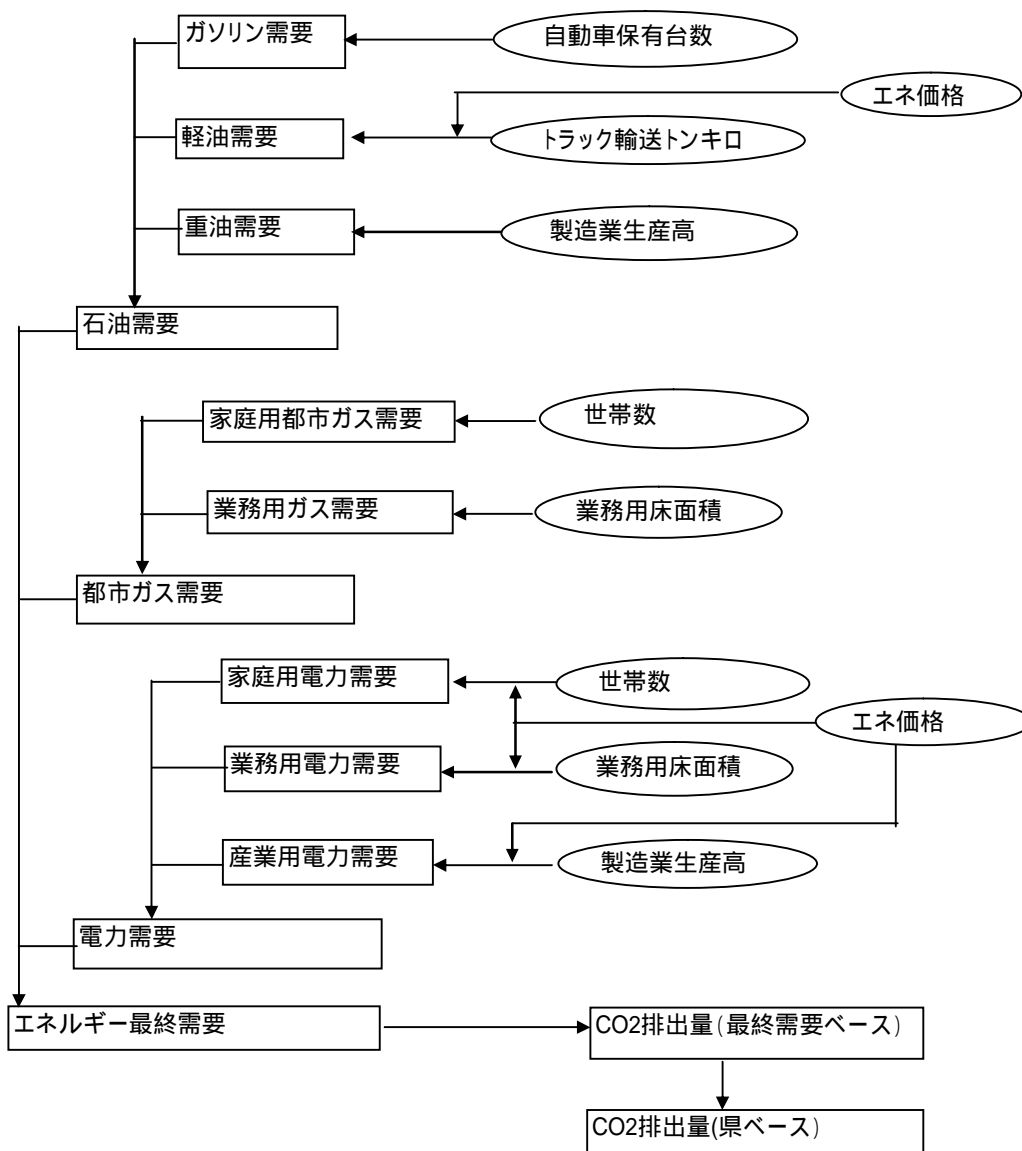 ガソリン需要
自動車保有台数
エネ価格
軽油需要
トラック輸送トンキロ
重油需要
製造業生産高
石油需要
家庭用都市ガス需要
世帯数
業務用ガス需要
業務用床面積
都市ガス需要
家庭用電力需要
世帯数
エネ価格
業務用電力需要
業務用床面積
産業用電力需要
製造業生産高
電力需要
エネルギー最終需要
CO2排出量(最終需要ベース)
CO2排出量(県ベース)